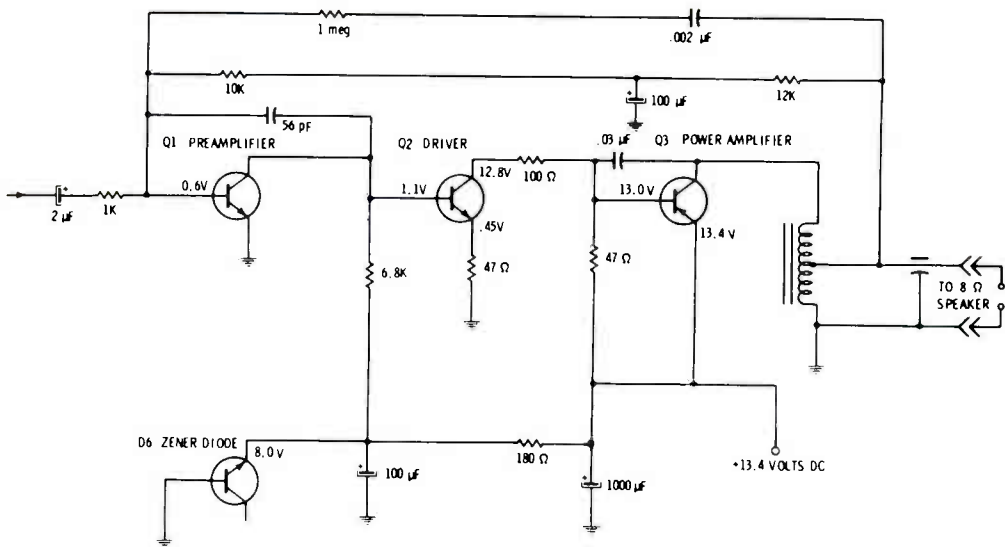 1 meg
.002 µF
10K
100 µF
12K
56 pF
Q1 PREAMPLIFIER
Q2 DRIVER
.03 µF
Q3 POWER AMPLIFIER
0.6V
12.8V
100 Ω
1.1V
13.0V
2 µF
1K
.45V
13.4 V
6.8K
47 Ω
47 Ω
TO 8 Ω
SPEAKER
D6 ZENER DIODE
8.0V
180 Ω
100 µF
1000 µF
+13.4 VOLTS DC